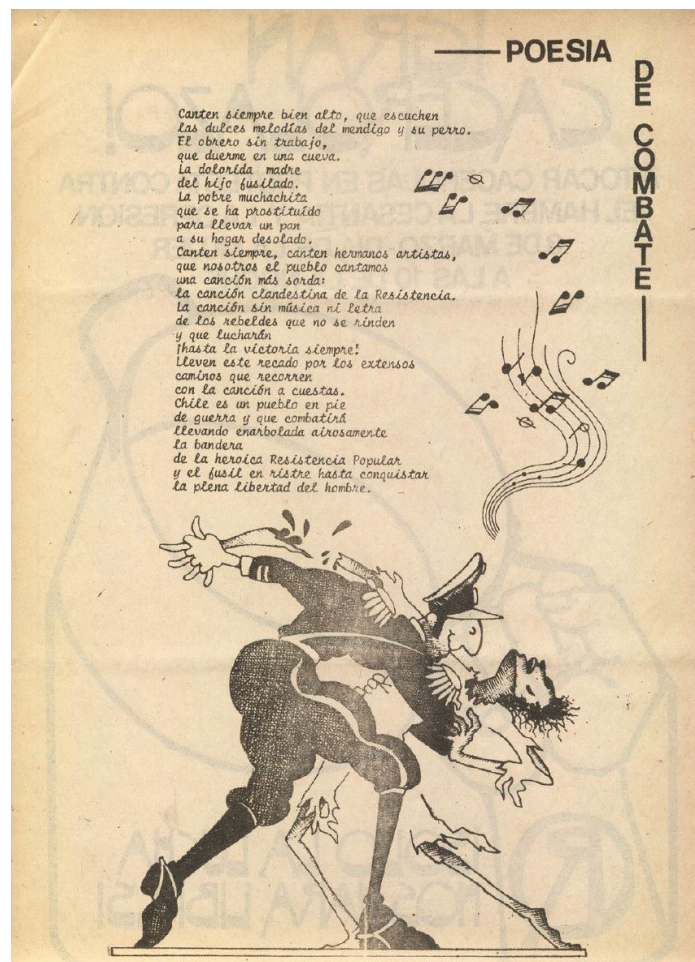 POESIA
DE COMBATE
Canten siempre bien alto, que escuchen
las dulces melodías del mendigo y su perro.
El obrero sin trabajo,
que duerme en una cueva.
La dolorida madre
del hijo fusilado.
La pobre muchachita
que se ha prostituído
para llevar un pan
a su hogar desolado.
Canten siempre, canten hermanos artistas,
que nosotros el pueblo cantamos
una canción más sorda:
la canción clandestina de la Resistencia.
La canción sin música ni letra
de los rebeldes que no se rinden
y que lucharán
¡hasta la victoria siempre!
Lleven este recado por los extensos
caminos que recorren
con la canción a cuestas.
Chile es un pueblo en pie
de guerra y que combatirá
llevando enarbolada airosamente
la bandera
de la heroica Resistencia Popular
y el fusil en ristre hasta conquistar
la plena libertad del hombre.